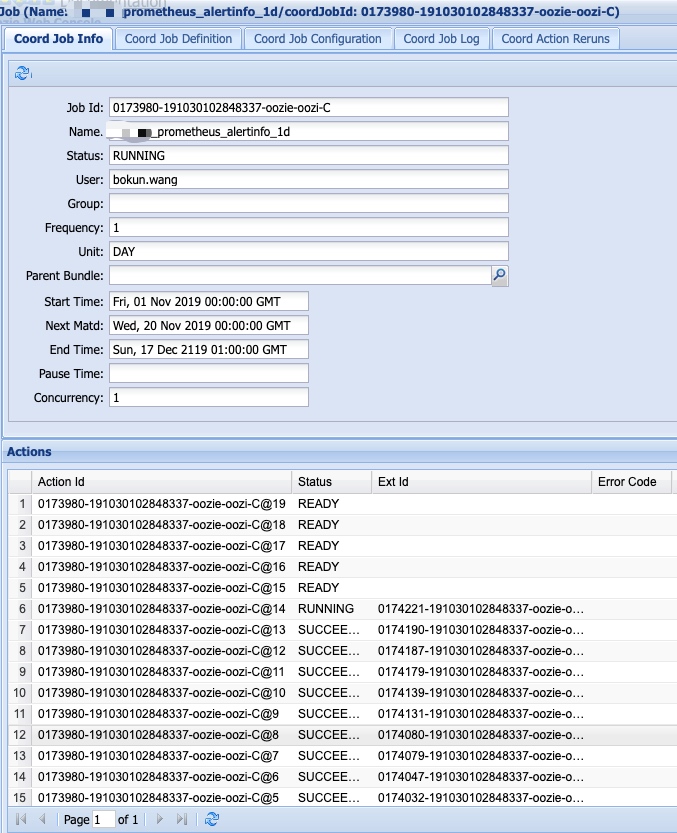 Job (Name: prometheus_alertinfo_1d/coordJobId: 0173980-191030102848337-oozie-oozi-C)
Coord Job Info Coord Job Definition Coord Job Configuration Coord Job Log Coord Action Reruns
Job Id: 0173980-191030102848337-oozie-oozi-C
Name. _prometheus_alertinfo_1d
Status: RUNNING
User: bokun.wang
Group:
Frequency: 1
Unit: DAY
Parent Bundle:
Start Time: Fri, 01 Nov 2019 00:00:00 GMT
Next Matd: Wed, 20 Nov 2019 00:00:00 GMT
End Time: Sun, 17 Dec 2119 01:00:00 GMT
Pause Time:
Concurrency: 1
Actions
Action Id Status Ext Id Error Code
1 0173980-191030102848337-oozie-oozi-C@19 READY
2 0173980-191030102848337-oozie-oozi-C@18 READY
3 0173980-191030102848337-oozie-oozi-C@17 READY
4 0173980-191030102848337-oozie-oozi-C@16 READY
5 0173980-191030102848337-oozie-oozi-C@15 READY
6 0173980-191030102848337-oozie-oozi-C@14 RUNNING 0174221-191030102848337-oozie-o...
7 0173980-191030102848337-oozie-oozi-C@13 SUCCEE... 0174190-191030102848337-oozie-o...
8 0173980-191030102848337-oozie-oozi-C@12 SUCCEE... 0174187-191030102848337-oozie-o...
9 0173980-191030102848337-oozie-oozi-C@11 SUCCEE... 0174179-191030102848337-oozie-o...
10 0173980-191030102848337-oozie-oozi-C@10 SUCCEE... 0174139-191030102848337-oozie-o...
11 0173980-191030102848337-oozie-oozi-C@9 SUCCEE... 0174131-191030102848337-oozie-o...
12 0173980-191030102848337-oozie-oozi-C@8 SUCCEE... 0174080-191030102848337-oozie-o...
13 0173980-191030102848337-oozie-oozi-C@7 SUCCEE... 0174079-191030102848337-oozie-o...
14 0173980-191030102848337-oozie-oozi-C@6 SUCCEE... 0174047-191030102848337-oozie-o...
15 0173980-191030102848337-oozie-oozi-C@5 SUCCEE... 0174032-191030102848337-oozie-o...
Page 1 of 1